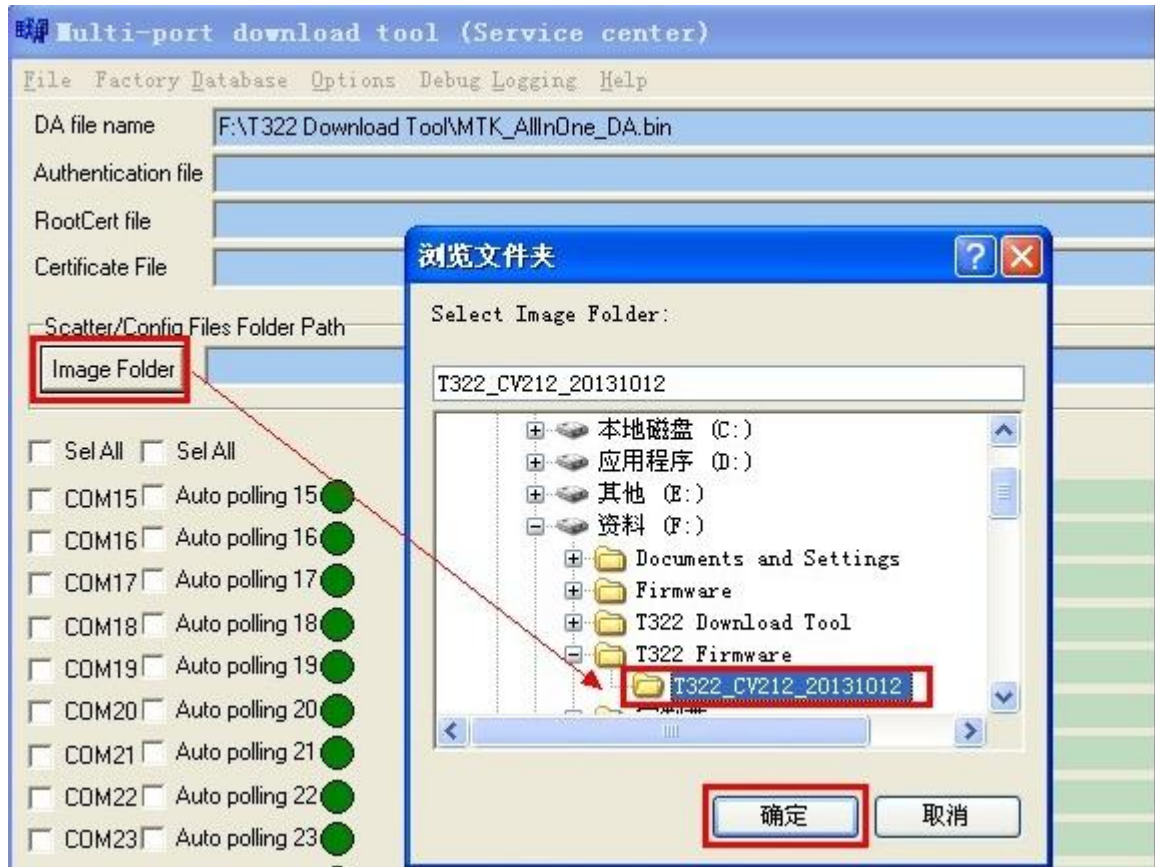 Multi-port download tool (Service center)
File Factory Database Options Debug Logging Help
DA file name F:\T322 Download Tool\MTK_AllInOne_DA.bin
Authentication file
RootCert file
Certificate File
Scatter/Config Files Folder Path
Image Folder
Sel All Sel All
COM15 Auto polling 15
COM16 Auto polling 16
COM17 Auto polling 17
COM18 Auto polling 18
COM19 Auto polling 19
COM20 Auto polling 20
COM21 Auto polling 21
COM22 Auto polling 22
COM23 Auto polling 23
浏览文件夹
Select Image Folder:
T322_CV212_20131012
本地磁盘 (C:)
应用程序 (D:)
其他 (E:)
资料 (F:)
Documents and Settings
Firmware
T322 Download Tool
T322 Firmware
T322_CV212_20131012
确定 取消